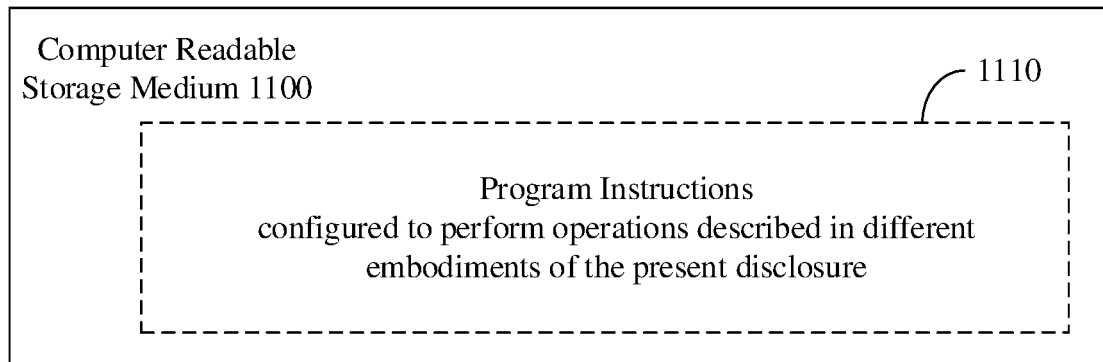 Computer Readable
Storage Medium 1100
1110
Program Instructions
configured to perform operations described in different
embodiments of the present disclosure